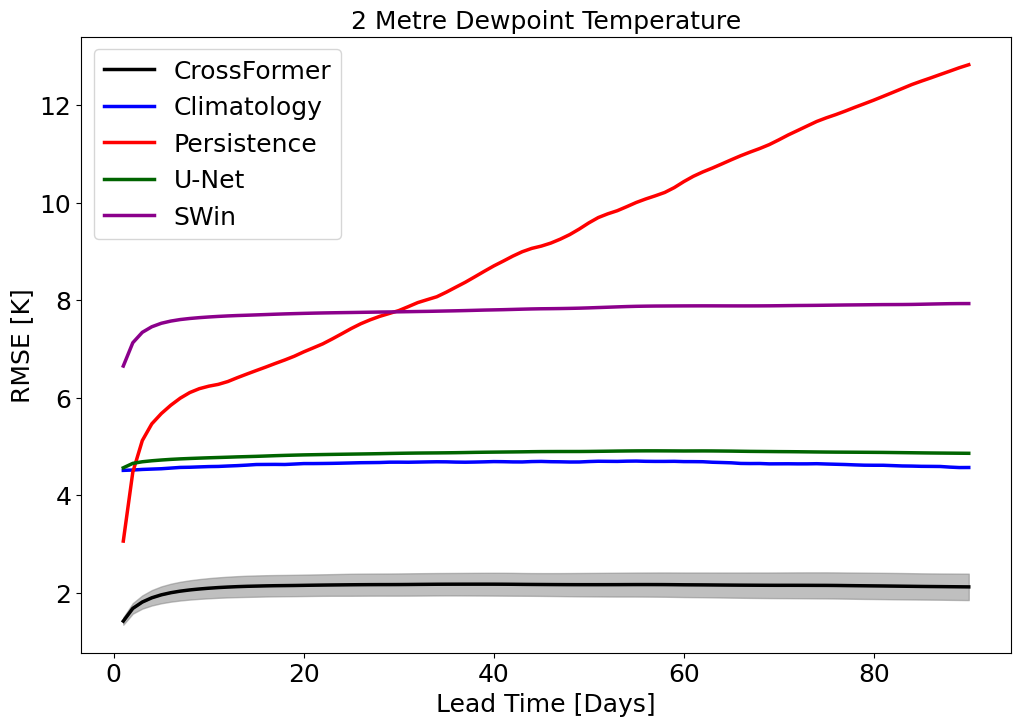 2 Metre Dewpoint Temperature
CrossFormer
Climatology
Persistence
U-Net
SWin
RMSE [K]
12
10
8
6
4
2
0
20
40
60
80
Lead Time [Days]